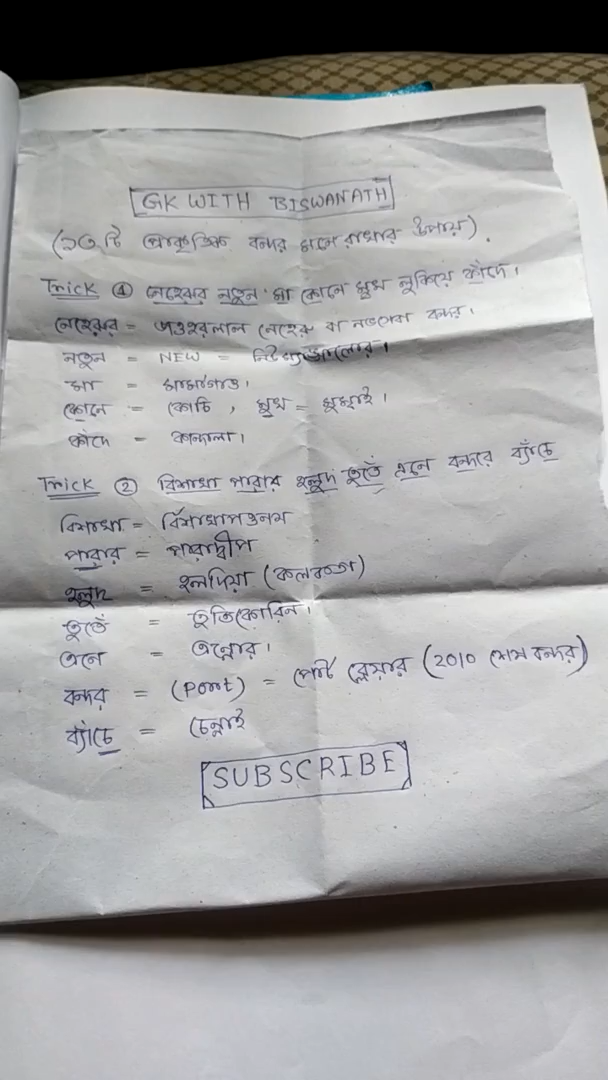 GK WITH BISWANATH
(১৩ টি প্রাকৃতিক বন্দর মনে রাখার উপায়).
Trick ① নেহেরুর নতুন মা কোনে মুখ লুকিয়ে কাঁদে।
নেহেরুর = জওহরলাল নেহেরু বা নভসেবা বন্দর।
নতুন = NEW = নিউম্যাঙ্গালোর।
মা = মার্মাগাও।
কোনে = কোচি, মুখ = মুম্বাই।
কাঁদে = কান্দালা।
Trick ② বিশাখা পারার হলুদ তুতেঁ এনে বন্দরে ব্যাঁচে
বিশাখা = বিশাখাপত্তনম
পারার = পারাদ্বীপ
হলুদ = হলদিয়া (কলকাতা)
তুতেঁ = তুতিকোরিন।
এনে = এন্নোর।
বন্দর = (Port) = পোর্ট ব্লেয়ার (2010 শেষ বন্দর)
ব্যাঁচে = চেন্নাই
SUBSCRIBE